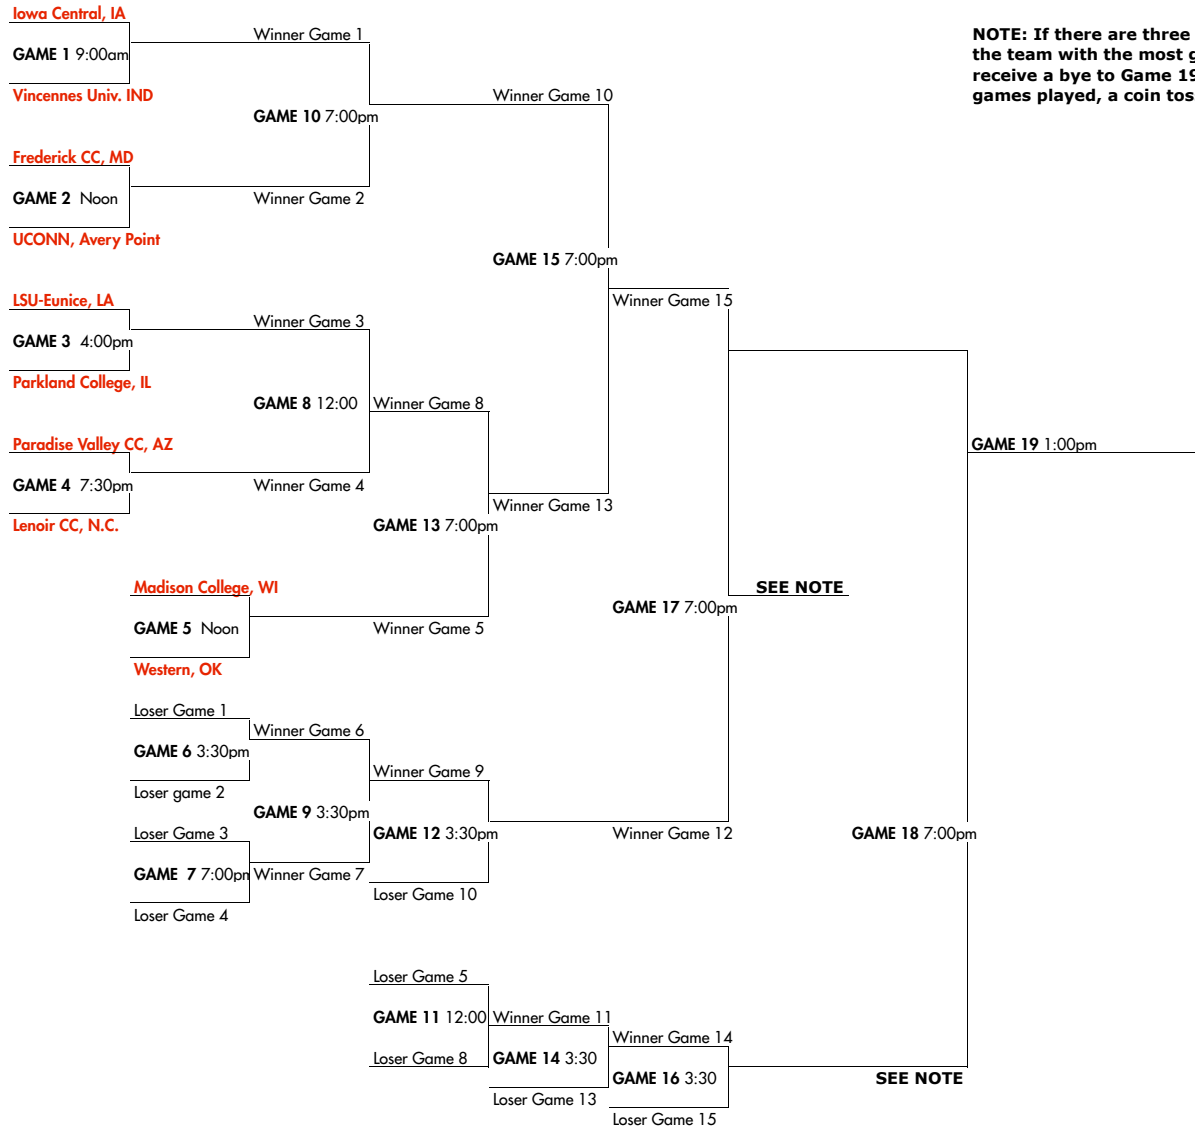 Iowa Central, IA
GAME 1 9:00am
Vincennes Univ. IND
Frederick CC, MD
GAME 2 Noon
UCONN, Avery Point
LSU-Eunice, LA
GAME 3 4:00pm
Parkland College, IL
Paradise Valley CC, AZ
GAME 4 7:30pm
Lenoir CC, N.C.
Madison College, WI
GAME 5 Noon
Western, OK
Loser Game 1
GAME 6 3:30pm
Loser game 2
Loser Game 3
GAME 7 7:00pm
Loser Game 4
Winner Game 1
GAME 10 7:00pm
Winner Game 2
Winner Game 3
GAME 8 12:00
Winner Game 4
Winner Game 6
GAME 9 3:30pm
Winner Game 7
Winner Game 8
GAME 13 7:00pm
Winner Game 5
Winner Game 9
GAME 12 3:30pm
Loser Game 10
Loser Game 5
GAME 11 12:00
Loser Game 8
Winner Game 10
GAME 15 7:00pm
Winner Game 13
Winner Game 11
GAME 14 3:30
Loser Game 13
Winner Game 15
GAME 17 7:00pm
Winner Game 12
Winner Game 14
GAME 16 3:30
Loser Game 15
SEE NOTE
GAME 18 7:00pm
SEE NOTE
GAME 19 1:00pm
NOTE: If there are three
the team with the most g
receive a bye to Game 19
games played, a coin tos